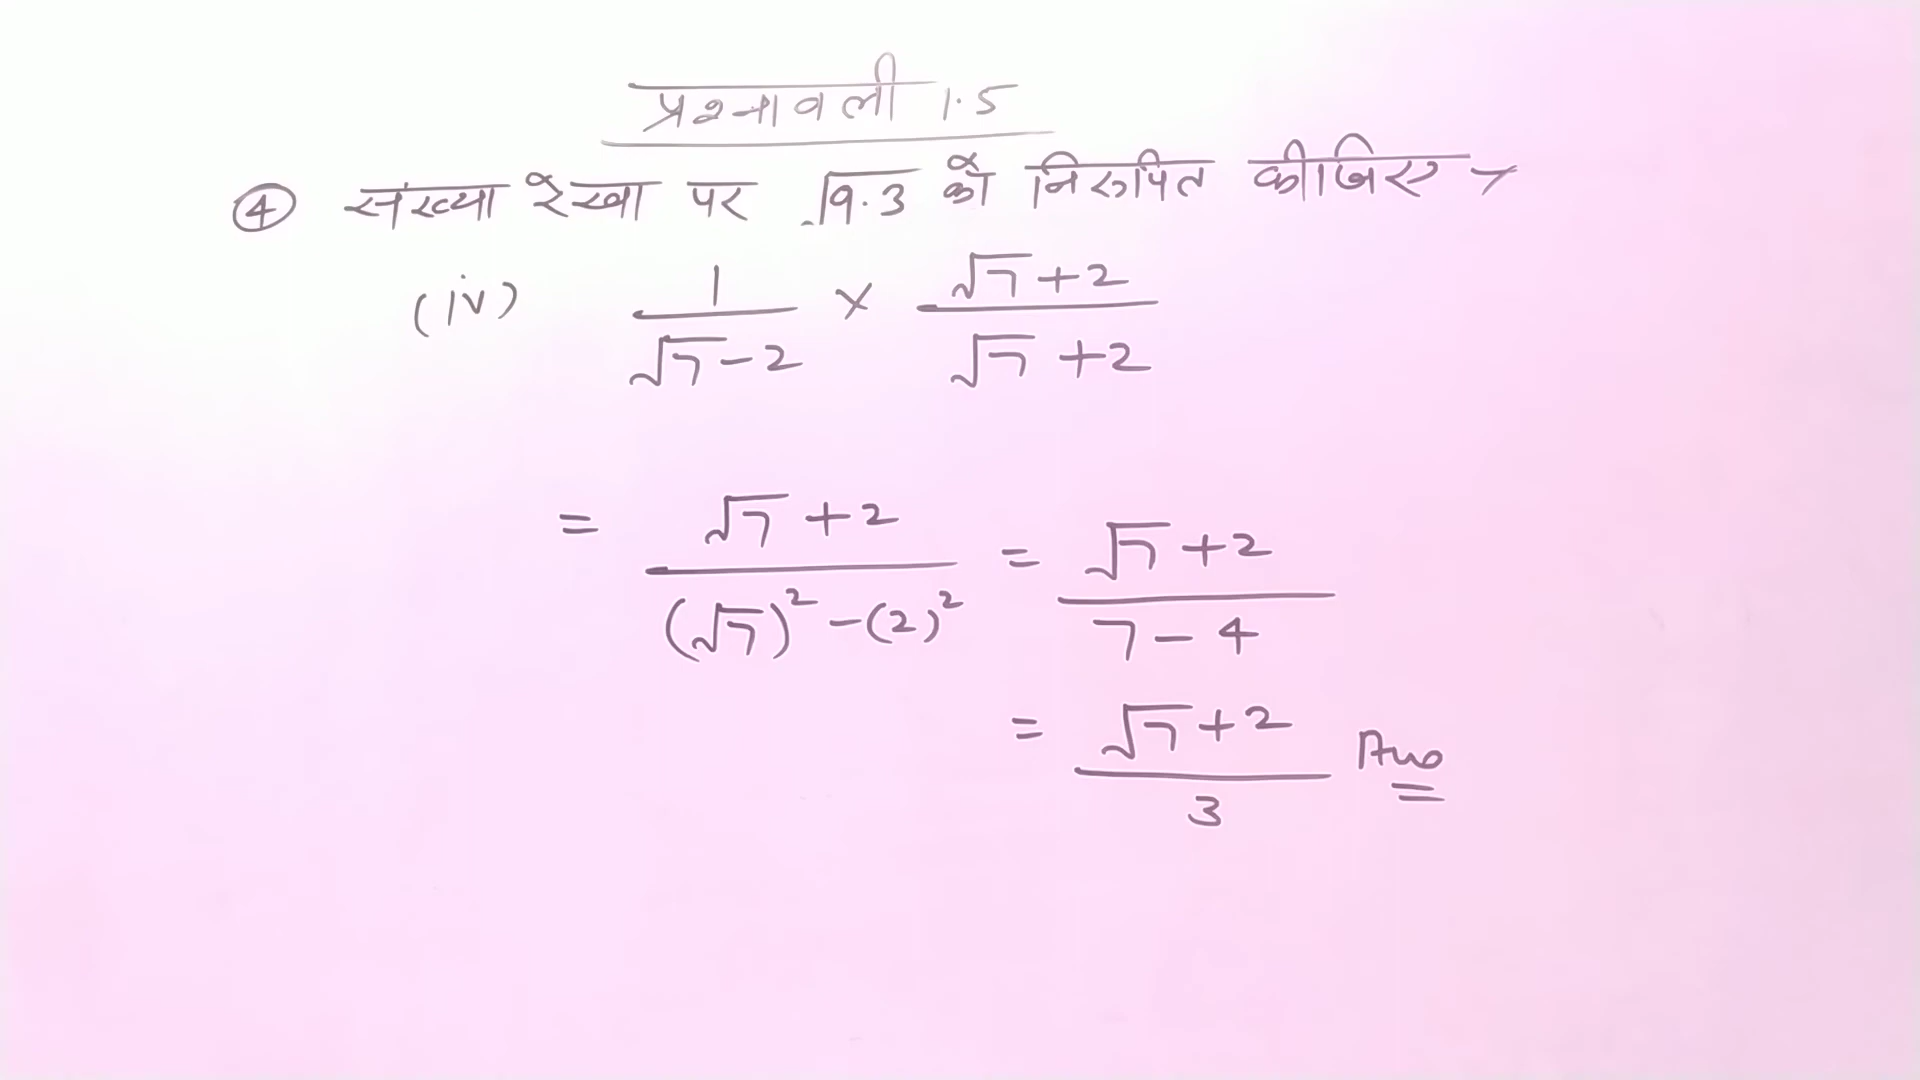 प्रश्नावली 1.5
④ संख्या रेखा पर √9.3 को निरुपित कीजिए
(iv) 1/(√7-2) × (√7+2)/(√7+2)
= (√7+2)/((√7)²-(2)²) = (√7+2)/(7-4)
= (√7+2)/3 Ans